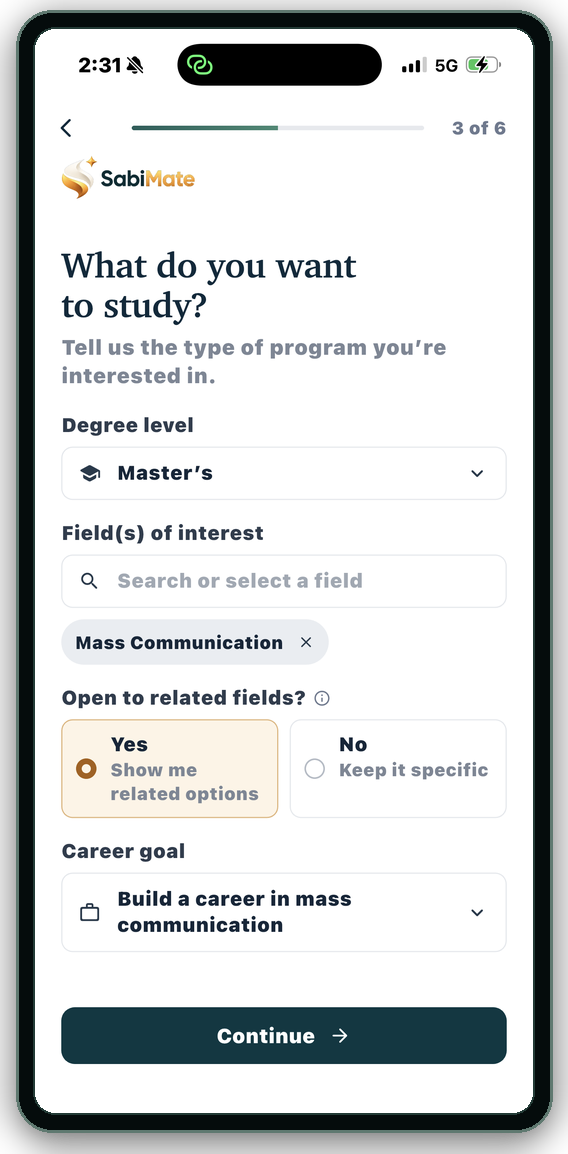 2:31 5G
3 of 6
SabiMate
What do you want
to study?
Tell us the type of program you’re
interested in.
Degree level
Master’s
Field(s) of interest
Search or select a field
Mass Communication
Open to related fields?
Yes
Show me
related options
No
Keep it specific
Career goal
Build a career in mass
communication
Continue